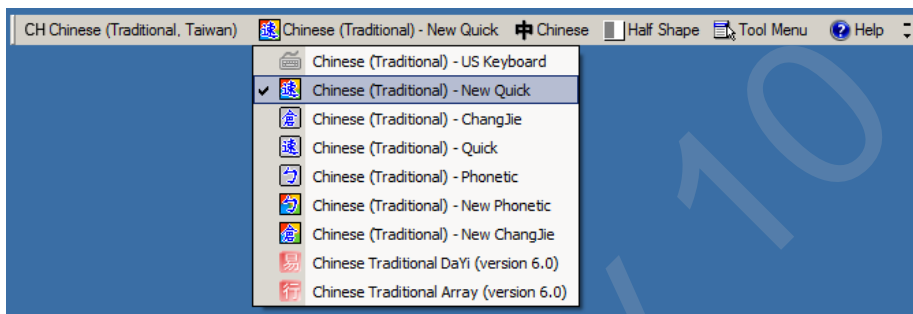 CH Chinese (Traditional, Taiwan) 速 Chinese (Traditional) - New Quick 中 Chinese Half Shape Tool Menu ? Help
Chinese (Traditional) - US Keyboard
速 Chinese (Traditional) - New Quick
倉 Chinese (Traditional) - ChangJie
速 Chinese (Traditional) - Quick
ㄅ Chinese (Traditional) - Phonetic
ㄅ Chinese (Traditional) - New Phonetic
倉 Chinese (Traditional) - New ChangJie
易 Chinese Traditional DaYi (version 6.0)
行 Chinese Traditional Array (version 6.0)